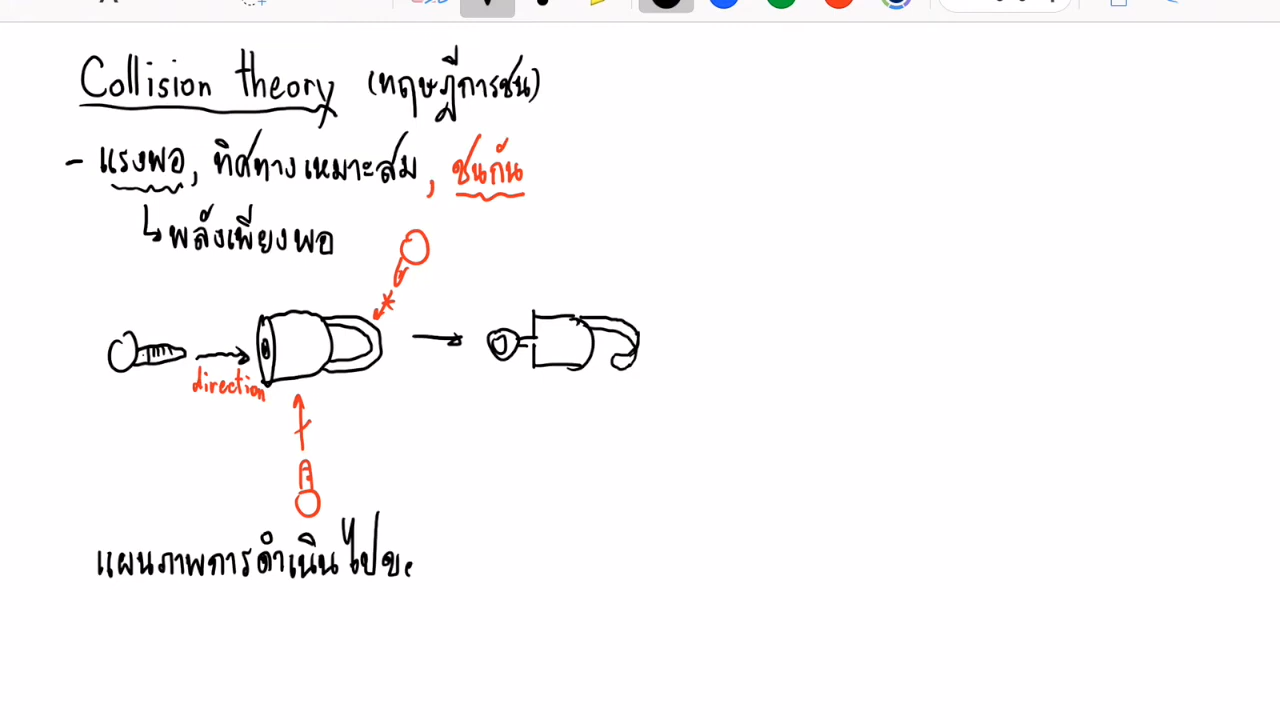 Collision theory (ทฤษฎีการชน)
- แรงพอ, ทิศทางเหมาะสม, ชนกัน
พลังเพียงพอ
direction
แผนภาพการดำเนินไปข